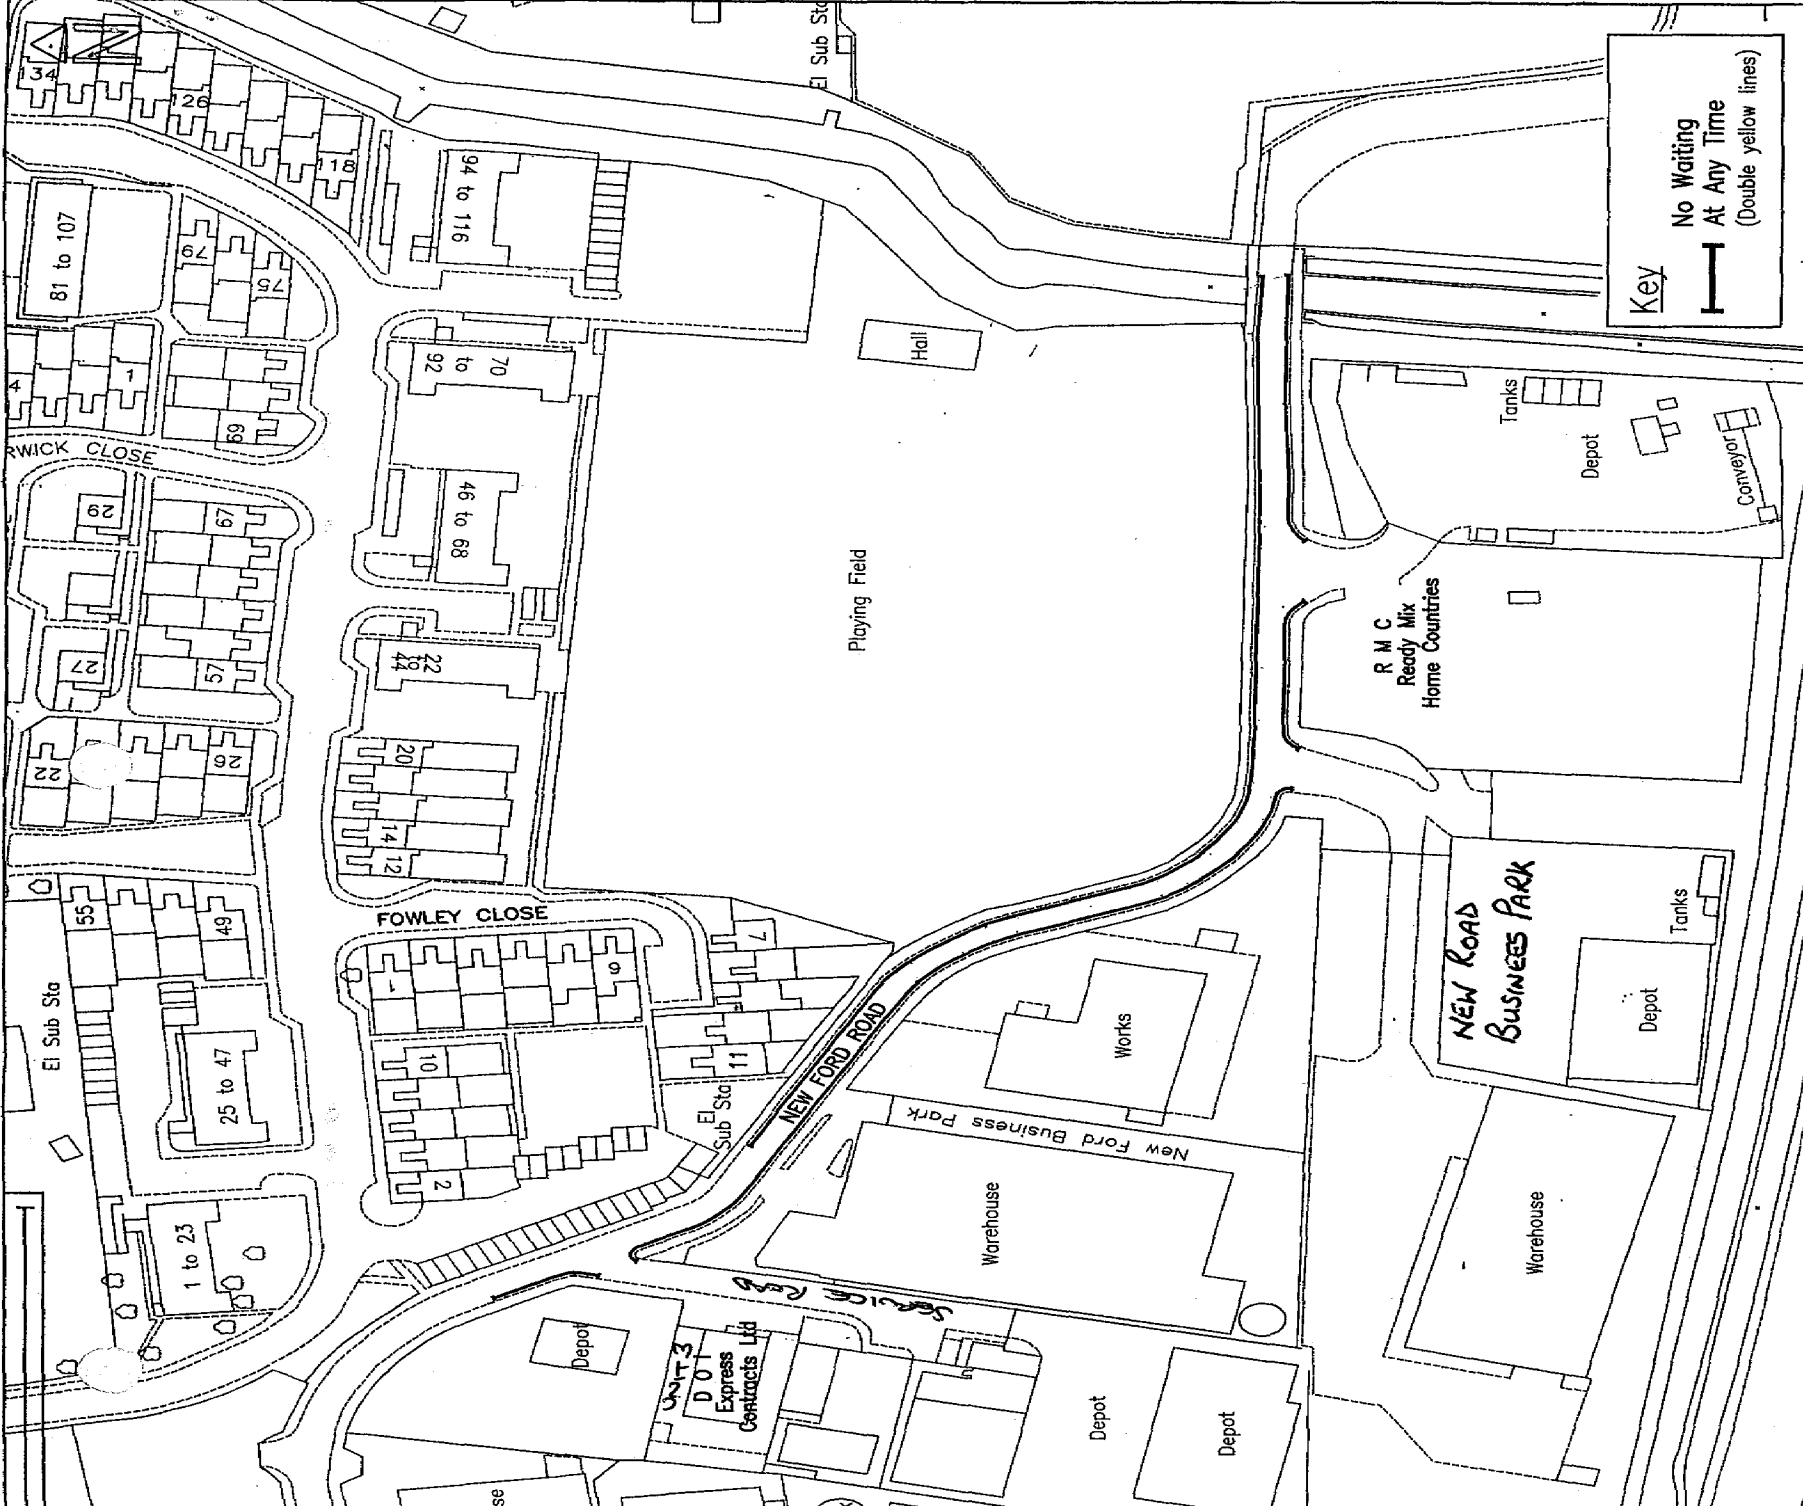 N
134
126
118
El Sub Sta
94 to 116
81 to 107
79
75
70
to
92
Hall
Key
No Waiting
At Any Time
(Double yellow lines)
4
1
69
RWICK CLOSE
Tanks
Depot
Conveyor
29
67
46 to 68
Playing Field
R M C
Ready Mix
Home Countries
27
57
22
to
44
22
26
20
14
12
55
49
FOWLEY CLOSE
7
1
9
11
El Sub Sta
25 to 47
10
2
El
Sub Sta
NEW FORD ROAD
Works
New Ford Business Park
NEW ROAD
BUSINEES PARK
Tanks
Depot
1 to 23
Warehouse
Warehouse
SERVICE ROAD
Depot
UNIT 3
D O T
Express
Contracts Ltd
Depot
Depot
se